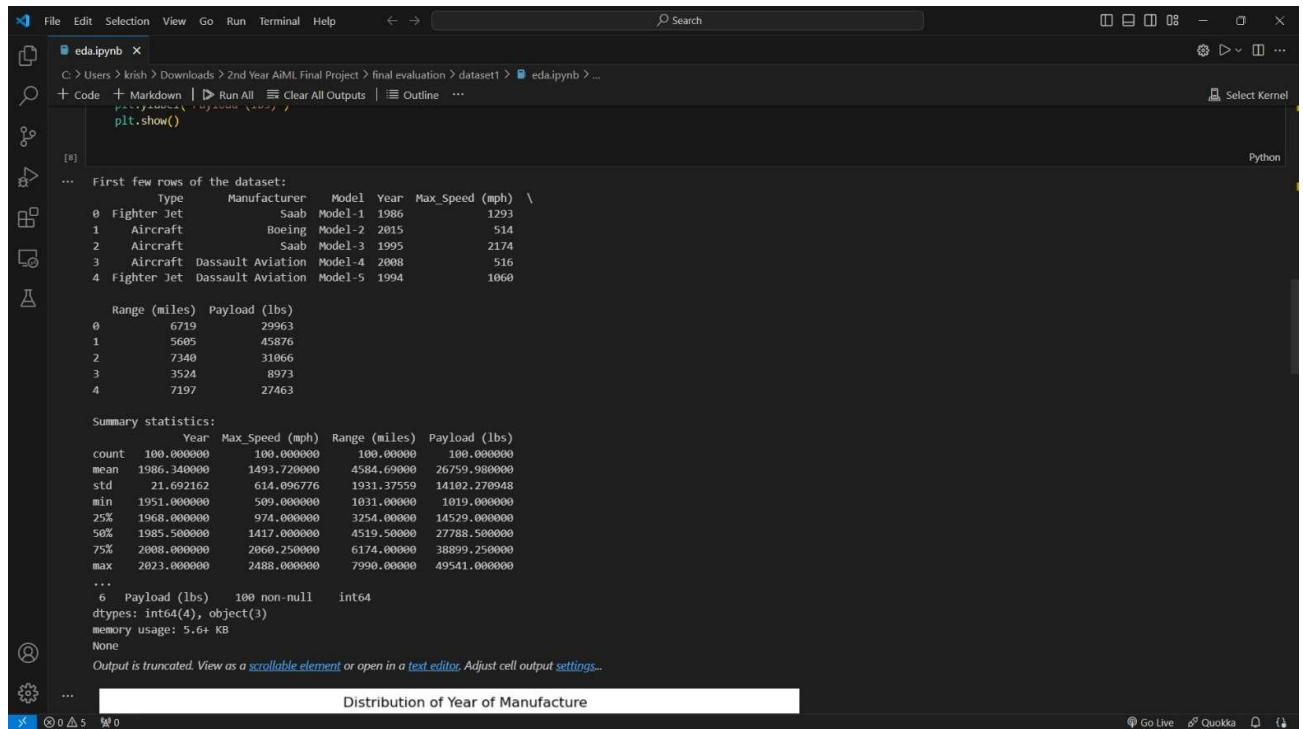 File Edit Selection View Go Run Terminal Help
Search
eda.ipynb
C: > Users > krish > Downloads > 2nd Year AiML Final Project > final evaluation > dataset1 > eda.ipynb > ...
+ Code + Markdown | Run All Clear All Outputs | Outline ...
Select Kernel
plt.ylabel('Payload (lbs)')
plt.show()
[8]
Python
... First few rows of the dataset:
Type Manufacturer Model Year Max_Speed (mph) \
0 Fighter Jet Saab Model-1 1986 1293
1 Aircraft Boeing Model-2 2015 514
2 Aircraft Saab Model-3 1995 2174
3 Aircraft Dassault Aviation Model-4 2008 516
4 Fighter Jet Dassault Aviation Model-5 1994 1060
Range (miles) Payload (lbs)
0 6719 29963
1 5605 45876
2 7340 31066
3 3524 8973
4 7197 27463
Summary statistics:
Year Max_Speed (mph) Range (miles) Payload (lbs)
count 100.000000 100.000000 100.00000 100.000000
mean 1986.340000 1493.720000 4584.69000 26759.980000
std 21.692162 614.096776 1931.37559 14102.270948
min 1951.000000 509.000000 1031.00000 1019.000000
25% 1968.000000 974.000000 3254.00000 14529.000000
50% 1985.500000 1417.000000 4519.50000 27788.500000
75% 2008.000000 2060.250000 6174.00000 38899.250000
max 2023.000000 2488.000000 7990.00000 49541.000000
...
6 Payload (lbs) 100 non-null int64
dtypes: int64(4), object(3)
memory usage: 5.6+ KB
None
Output is truncated. View as a scrollable element or open in a text editor. Adjust cell output settings...
...
Distribution of Year of Manufacture
0 5 0
Go Live Quokka